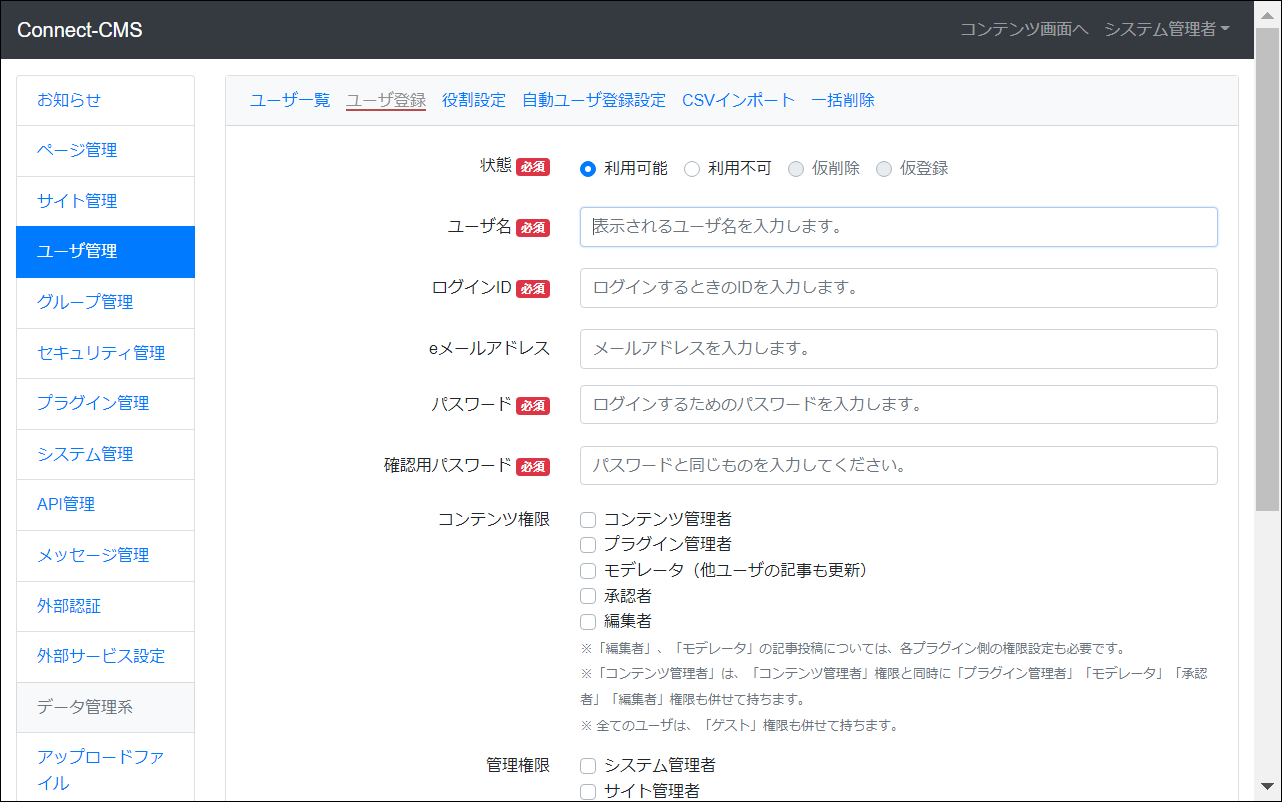 Connect-CMS
コンテンツ画面へ システム管理者
お知らせ
ページ管理
サイト管理
ユーザ管理
グループ管理
セキュリティ管理
プラグイン管理
システム管理
API管理
メッセージ管理
外部認証
外部サービス設定
データ管理系
アップロードファ
イル
ユーザ一覧 ユーザ登録 役割設定 自動ユーザ登録設定 CSVインポート 一括削除
状態 必須 利用可能 利用不可 仮削除 仮登録
ユーザ名 必須 表示されるユーザ名を入力します。
ログインID 必須 ログインするときのIDを入力します。
eメールアドレス メールアドレスを入力します。
パスワード 必須 ログインするためのパスワードを入力します。
確認用パスワード 必須 パスワードと同じものを入力してください。
コンテンツ権限 コンテンツ管理者
プラグイン管理者
モデレータ（他ユーザの記事も更新）
承認者
編集者
※「編集者」、「モデレータ」の記事投稿については、各プラグイン側の権限設定も必要です。
※「コンテンツ管理者」は、「コンテンツ管理者」権限と同時に「プラグイン管理者」「モデレータ」「承認
者」「編集者」権限も併せて持ちます。
※ 全てのユーザは、「ゲスト」権限も併せて持ちます。
管理権限 システム管理者
サイト管理者